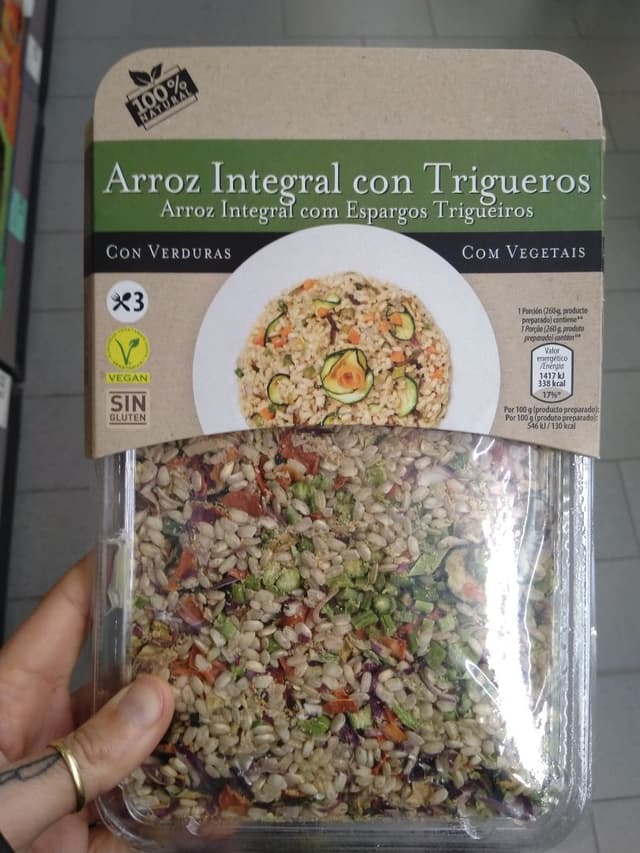 100%
NATURAL
Arroz Integral con Trigueros
Arroz Integral com Espargos Trigueiros
CON VERDURAS
COM VEGETAIS
3
V
VEGAN
SIN
GLUTEN
1 Porción (260 g, producto
preparado) contiene**
1 Porção (260 g, produto
preparado) contém**
Valor
energético
/Energia
1417 kJ
338 kcal
17%*
Por 100 g (producto preparado):
Por 100 g (produto preparado):
546 kJ / 130 kcal